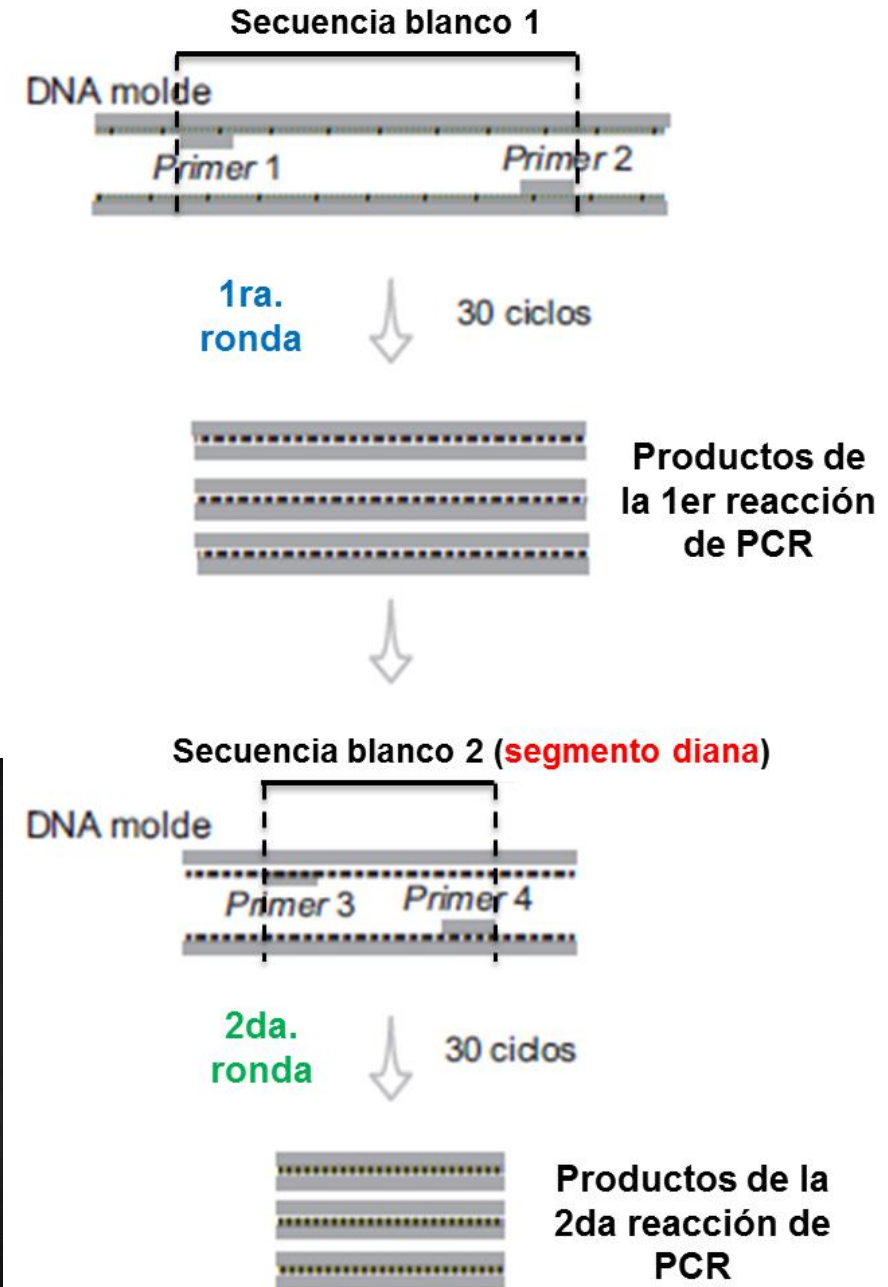 Secuencia blanco 1
DNA molde
Primer 1
Primer 2
1ra.
ronda
30 ciclos
Productos de
la 1er reacción
de PCR
Secuencia blanco 2 (segmento diana)
DNA molde
Primer 3
Primer 4
2da.
ronda
30 ciclos
Productos de la
2da reacción de
PCR